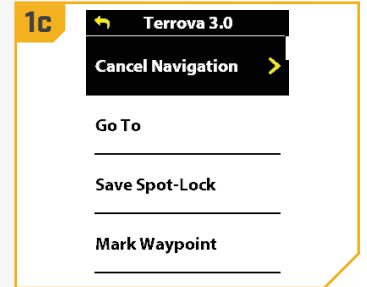 1c
Terrova 3.0
Cancel Navigation
Go To
Save Spot-Lock
Mark Waypoint